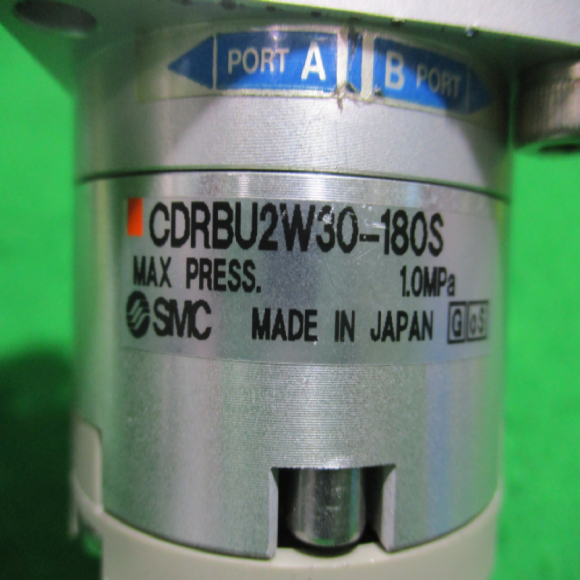 PORT A B PORT
CDRBU2W30-180S
MAX PRESS. 1.0MPa
SMC MADE IN JAPAN